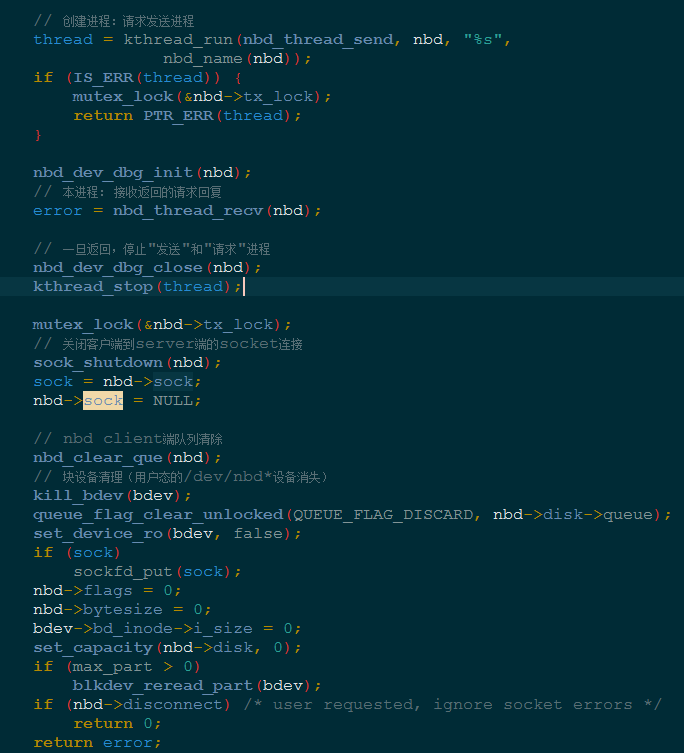 // 创建进程：请求发送进程
thread = kthread_run(nbd_thread_send, nbd, "%s",
nbd_name(nbd));
if (IS_ERR(thread)) {
mutex_lock(&nbd->tx_lock);
return PTR_ERR(thread);
}
nbd_dev_dbg_init(nbd);
// 本进程: 接收返回的请求回复
error = nbd_thread_recv(nbd);
// 一旦返回，停止"发送"和"请求"进程
nbd_dev_dbg_close(nbd);
kthread_stop(thread);
mutex_lock(&nbd->tx_lock);
// 关闭客户端到server端的socket连接
sock_shutdown(nbd);
sock = nbd->sock;
nbd->sock = NULL;
// nbd client端队列清除
nbd_clear_que(nbd);
// 块设备清理（用户态的/dev/nbd*设备消失）
kill_bdev(bdev);
queue_flag_clear_unlocked(QUEUE_FLAG_DISCARD, nbd->disk->queue);
set_device_ro(bdev, false);
if (sock)
sockfd_put(sock);
nbd->flags = 0;
nbd->bytesize = 0;
bdev->bd_inode->i_size = 0;
set_capacity(nbd->disk, 0);
if (max_part > 0)
blkdev_reread_part(bdev);
if (nbd->disconnect) /* user requested, ignore socket errors */
return 0;
return error;